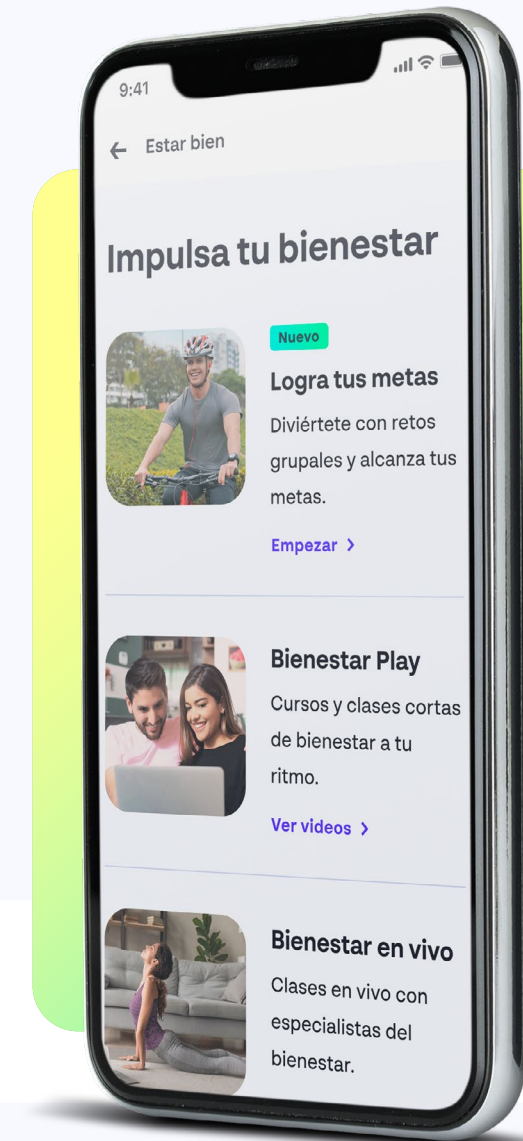 9:41
Estar bien
Impulsa tu bienestar
Nuevo
Logra tus metas
Diviértete con retos
grupales y alcanza tus
metas.
Empezar
Bienestar Play
Cursos y clases cortas
de bienestar a tu
ritmo.
Ver videos
Bienestar en vivo
Clases en vivo con
especialistas del
bienestar.